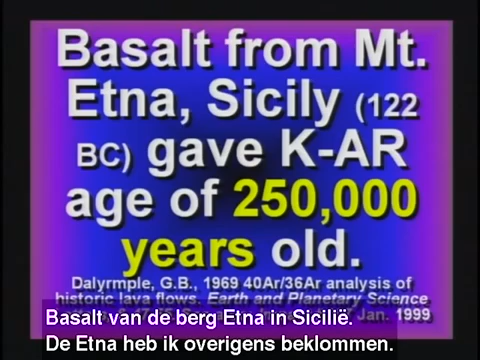 Basalt from Mt.
Etna, Sicily (122
BC) gave K-AR
age of 250,000
years old.
Dalyrmple, G.B., 1969 40Ar/36Ar analysis of
historic lava flows. Earth and Planetary Science
Jan. 1999
Basalt van de berg Etna in Sicilië.
De Etna heb ik overigens beklommen.